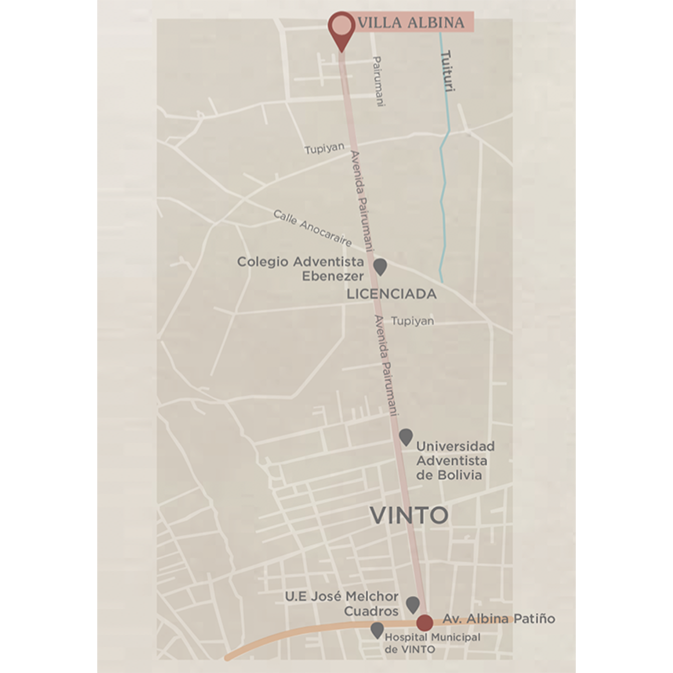 VILLA ALBINA
Pairumani
Tuituri
Tupiyan
Avenida Pairumani
Calle Anocaraire
Colegio Adventista
Ebenezer
LICENCIADA
Tupiyan
Avenida Pairumani
Universidad
Adventista
de Bolivia
VINTO
U.E José Melchor
Cuadros
Av. Albina Patiño
Hospital Municipal
de VINTO